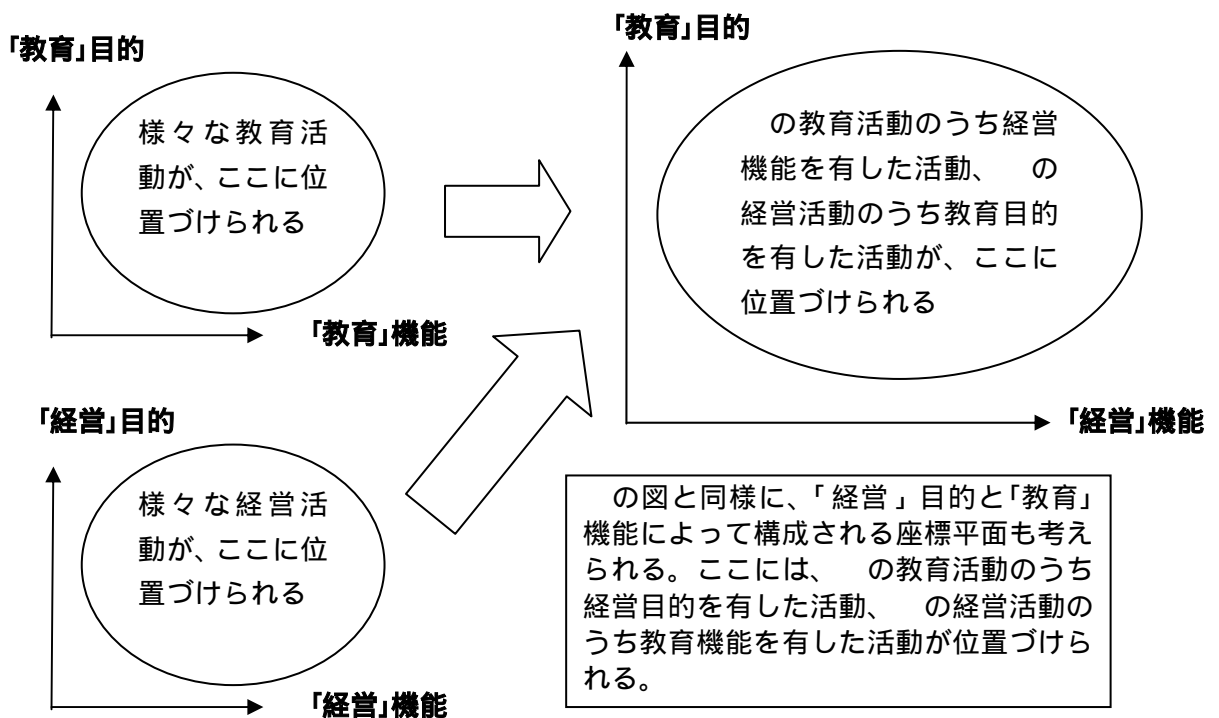 「教育」目的
様々な教育活
動が、ここに位
置づけられる
「教育」機能
「経営」目的
様々な経営活
動が、ここに位
置づけられる
「経営」機能
「教育」目的
の教育活動のうち経営
機能を有した活動、　の
経営活動のうち教育目的
を有した活動が、ここに
位置づけられる
「経営」機能
の図と同様に、「経営」目的と「教育」
機能によって構成される座標平面も考え
られる。ここには、　の教育活動のうち
経営目的を有した活動、　の経営活動の
うち教育機能を有した活動が位置づけら
れる。